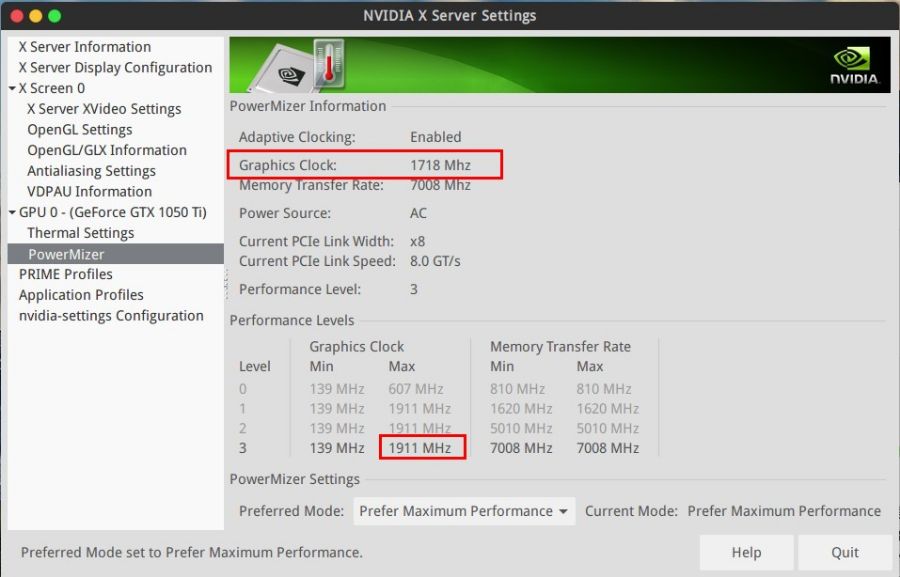 NVIDIA X Server Settings
X Server Information
X Server Display Configuration
X Screen 0
X Server XVideo Settings
OpenGL Settings
OpenGL/GLX Information
Antialiasing Settings
VDPAU Information
GPU 0 - (GeForce GTX 1050 Ti)
Thermal Settings
PowerMizer
PRIME Profiles
Application Profiles
nvidia-settings Configuration
NVIDIA.
PowerMizer Information
Adaptive Clocking: Enabled
Graphics Clock: 1718 Mhz
Memory Transfer Rate: 7008 Mhz
Power Source: AC
Current PCIe Link Width: x8
Current PCIe Link Speed: 8.0 GT/s
Performance Level: 3
Performance Levels
Graphics Clock Memory Transfer Rate
Level Min Max Min Max
0 139 MHz 607 MHz 810 MHz 810 MHz
1 139 MHz 1911 MHz 1620 MHz 1620 MHz
2 139 MHz 1911 MHz 5010 MHz 5010 MHz
3 139 MHz 1911 MHz 7008 MHz 7008 MHz
PowerMizer Settings
Preferred Mode: Prefer Maximum Performance Current Mode: Prefer Maximum Performance
Preferred Mode set to Prefer Maximum Performance.
Help Quit